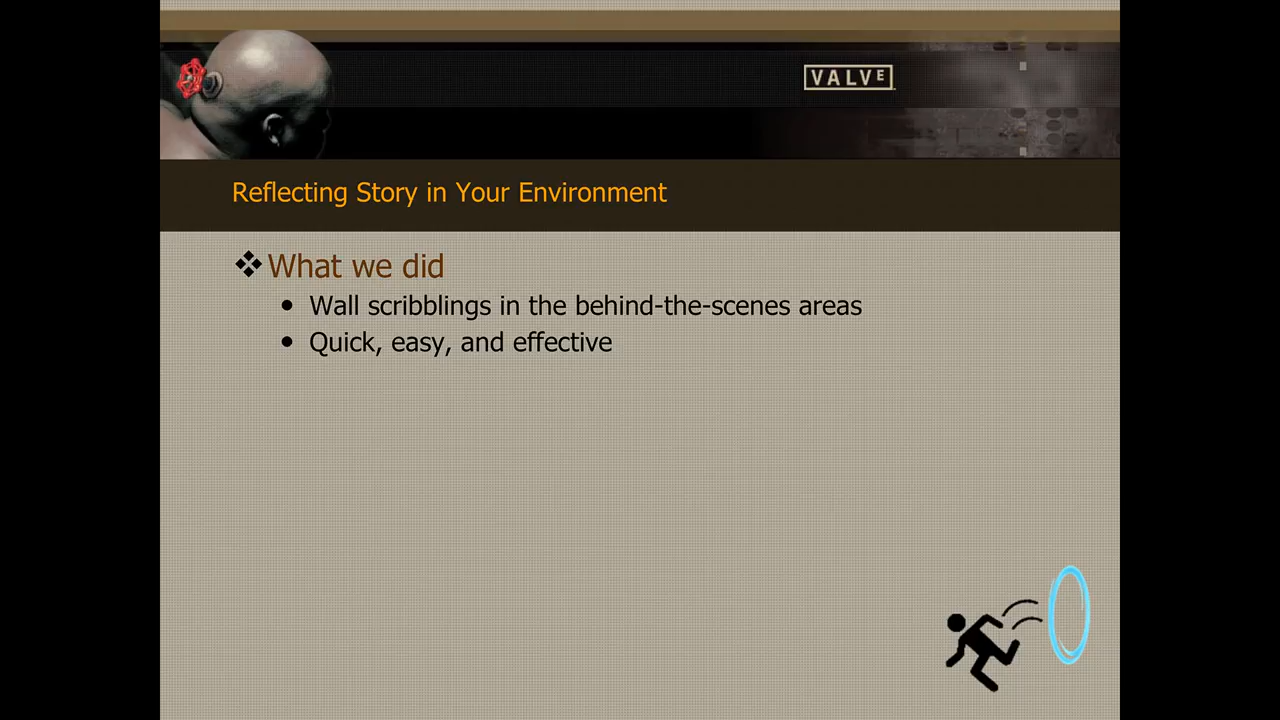 VALVE
Reflecting Story in Your Environment
What we did
Wall scribblings in the behind-the-scenes areas
Quick, easy, and effective